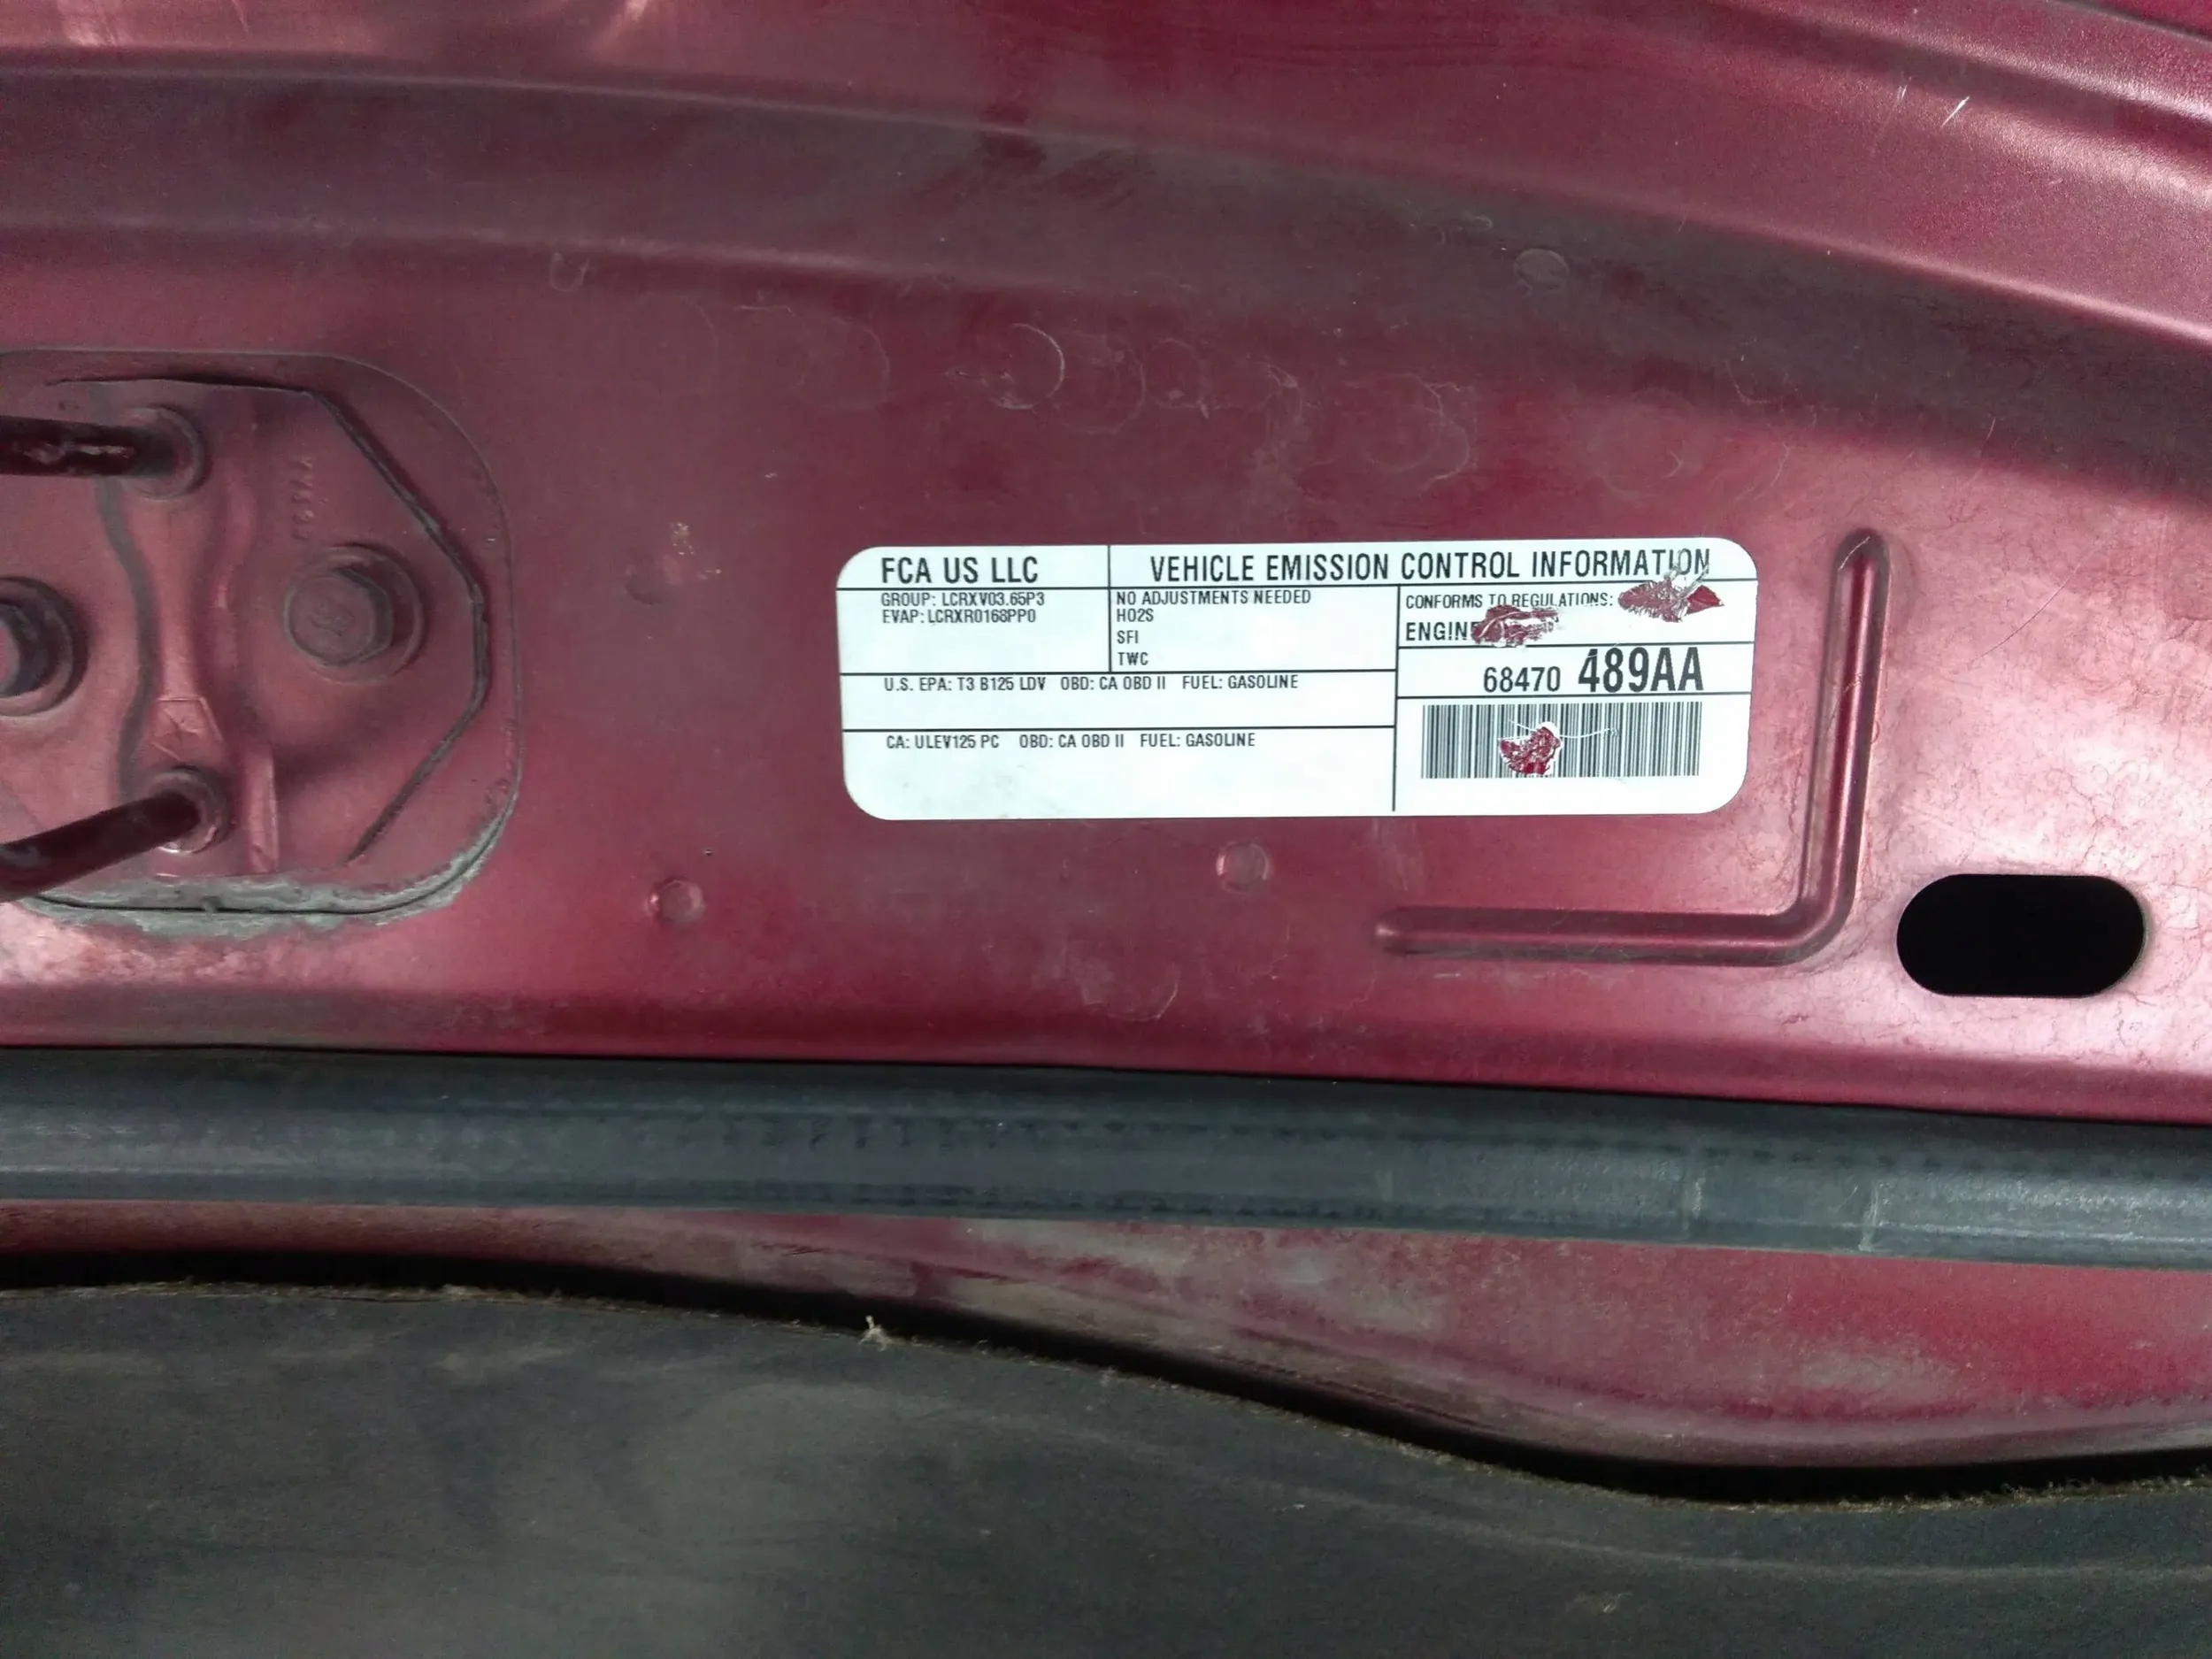 FCA US LLC
VEHICLE EMISSION CONTROL INFORMATION
GROUP: LCRXV03.65P3
EVAP: LCRXR0168PP0
NO ADJUSTMENTS NEEDED
HO2S
SFI
TWC
CONFORMS TO REGULATIONS:
68470 489AA
U.S. EPA: T3 B125 LDV OBD: CA OBD II FUEL: GASOLINE
CA: ULEV125 PC OBD: CA OBD II FUEL: GASOLINE